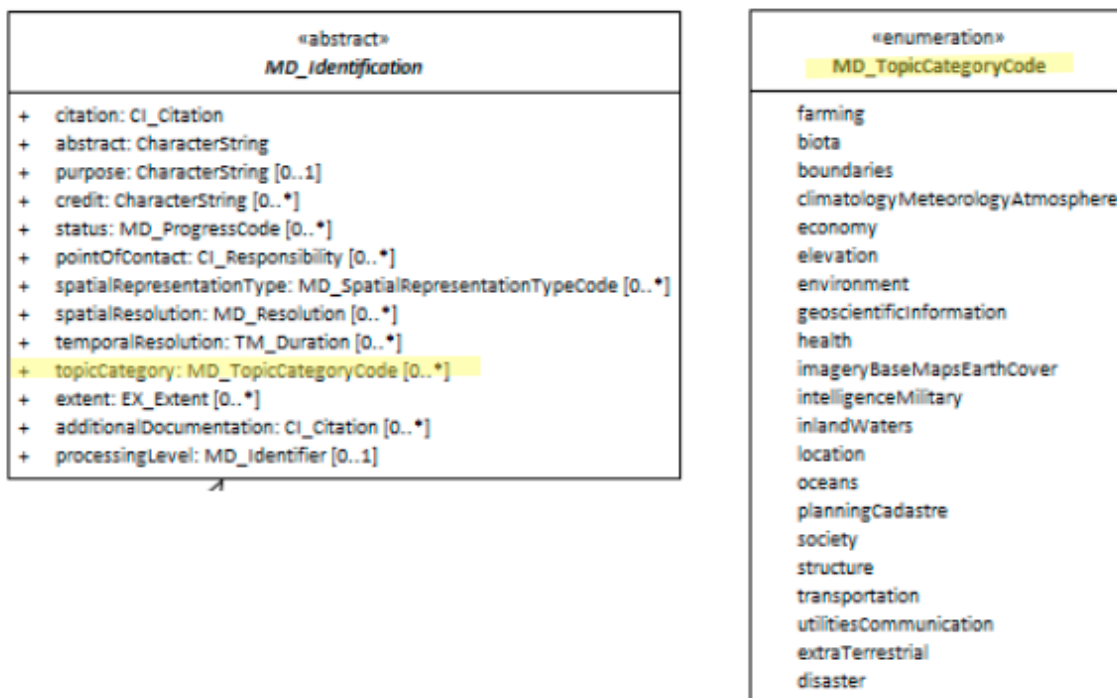 «abstract»
MD_Identification
+ citation: CI_Citation
+ abstract: CharacterString
+ purpose: CharacterString [0..1]
+ credit: CharacterString [0..*]
+ status: MD_ProgressCode [0..*]
+ pointOfContact: CI_Responsibility [0..*]
+ spatialRepresentationType: MD_SpatialRepresentationTypeCode [0..*]
+ spatialResolution: MD_Resolution [0..*]
+ temporalResolution: TM_Duration [0..*]
+ topicCategory: MD_TopicCategoryCode [0..*]
+ extent: EX_Extent [0..*]
+ additionalDocumentation: CI_Citation [0..*]
+ processingLevel: MD_Identifier [0..1]
«enumeration»
MD_TopicCategoryCode
farming
biota
boundaries
climatologyMeteorologyAtmosphere
economy
elevation
environment
geoscientificInformation
health
imageryBaseMapsEarthCover
intelligenceMilitary
inlandWaters
location
oceans
planningCadastre
society
structure
transportation
utilitiesCommunication
extraTerrestrial
disaster